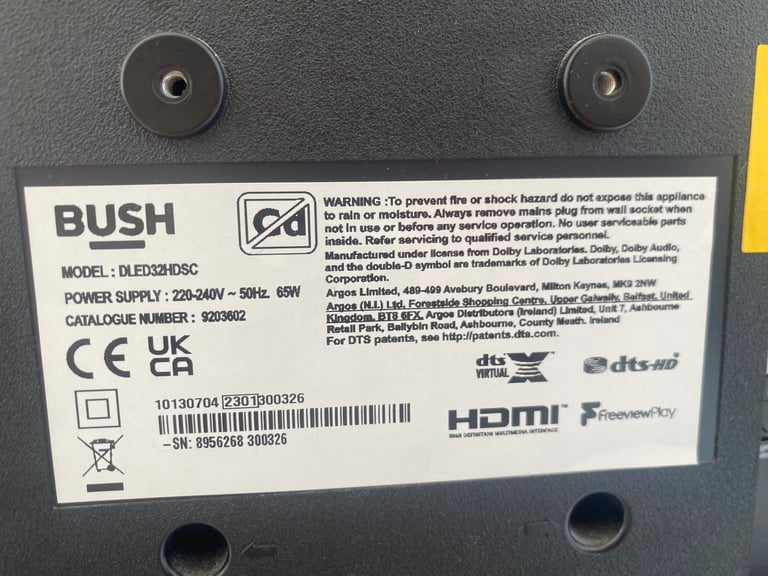 BUSH
Cd
MODEL : DLED32HDSC
POWER SUPPLY : 220-240V ~ 50Hz 65W
CATALOGUE NUMBER : 9203602
CE UK CA
WARNING :To prevent fire or shock hazard do not expose this appliance
to rain or moisture. Always remove mains plug from wall socket when
not in use or before any service operation. No user serviceable parts
inside. Refer servicing to qualified service personnel.
Manufactured under license from Dolby Laboratories. Dolby, Dolby Audio,
and the double-D symbol are trademarks of Dolby Laboratories Licensing
Corporation.
Argos Limited, 489-499 Avebury Boulevard, Milton Keynes, MK9 2NW
Argos (N.I.) Ltd, Forestside Shopping Centre, Upper Galwally, Belfast, United
Kingdom, BT8 6FX, Argos Distributors (Ireland) Limited, Unit 7, Ashbourne
Retail Park, Ballybin Road, Ashbourne, County Meath. Ireland
For DTS patents, see http://patents.dts.com.
dts X
VIRTUAL
dts-HD
10130704 2301300326
-SN: 8956268 300326
HDMI™
HIGH DEFINITION MULTIMEDIA INTERFACE
FreeviewPlay